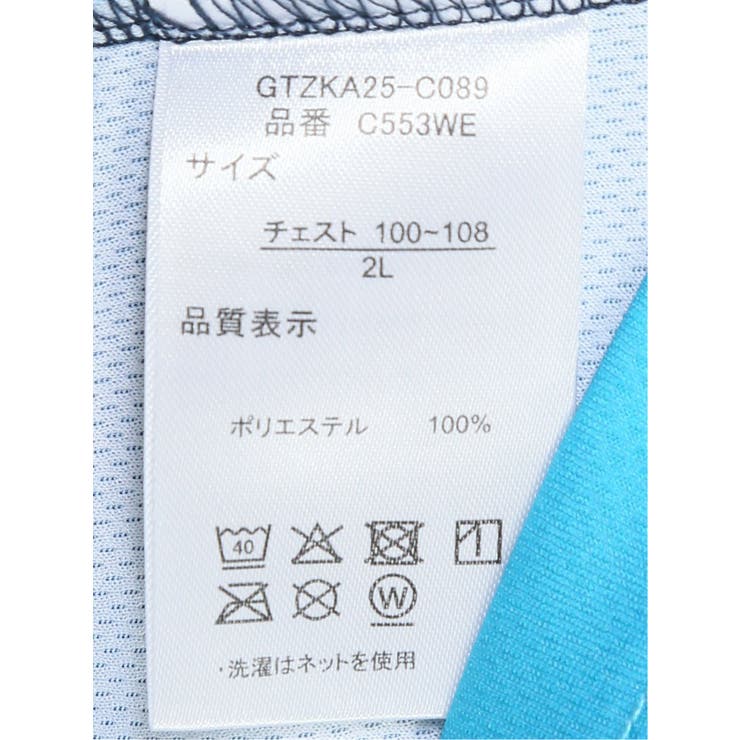 GTZKA25-C089
品番 C553WE
サイズ
チェスト 100~108
2L
品質表示
ポリエステル 100%
40
W
・洗濯はネットを使用